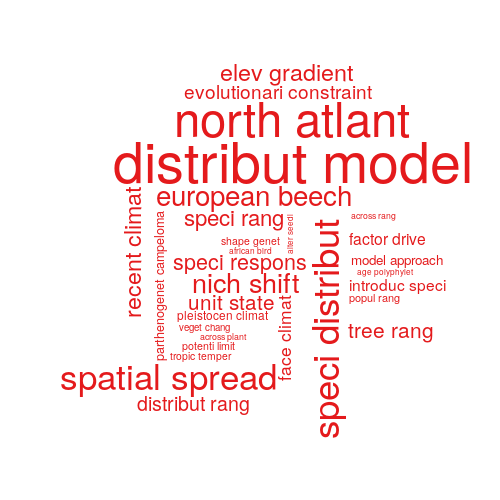 elev gradient
evolutionari constraint
north atlant
distribut model
european beech
recent climat
parthenogenet campeloma
speci rang
across rang
alter seedl
speci distribut
shape genet
african bird
factor drive
speci respons
model approach
age polyphylet
nich shift
introduc speci
unit state
popul rang
face climat
pleistocen climat
veget chang
tree rang
across plant
potenti limit
tropic temper
spatial spread
distribut rang